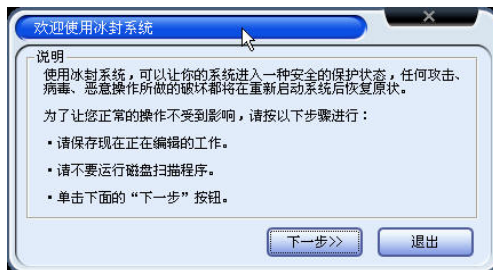 欢迎使用冰封系统
说明
使用冰封系统，可以让你的系统进入一种安全的保护状态，任何攻击、
病毒、恶意操作所做的破坏都将在重新启动系统后恢复原状。
为了让您正常的操作不受到影响，请按以下步骤进行：
▪请保存现在正在编辑的工作。
▪请不要运行磁盘扫描程序。
▪单击下面的“下一步”按钮。
下一步>>
退出